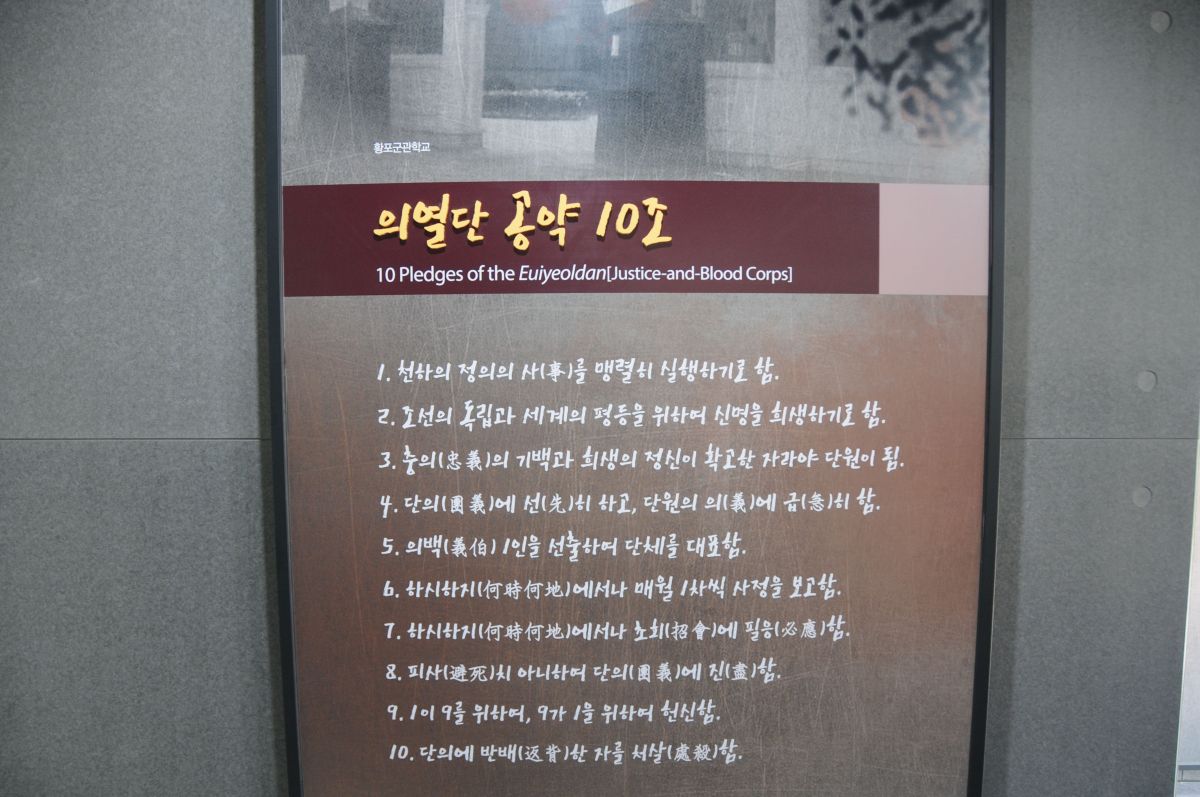 황포군관학교
의열단 공약 10조
10 Pledges of the Euiyeoldan[Justice-and-Blood Corps]
1. 천하의 정의의 사(事)를 맹렬히 실행하기로 함.
2. 조선의 독립과 세계의 평등을 위하여 신명을 희생하기로 함.
3. 충의(忠義)의 기백과 희생의 정신이 확고한 자라야 단원이 됨.
4. 단의(團義)에 선(先)히 하고, 단원의 의(義)에 급(急)히 함.
5. 의백(義伯) 1인을 선출하여 단체를 대표함.
6. 하시하지(何時何地)에서나 매월 1차씩 사정을 보고함.
7. 하시하지(何時何地)에서나 초회(招會)에 필응(必應)함.
8. 피사(避死)치 아니하여 단의(團義)에 진(盡)함.
9. 1이 9를 위하여, 9가 1을 위하여 헌신함.
10. 단의에 반배(返背)한 자를 처살(處殺)함.